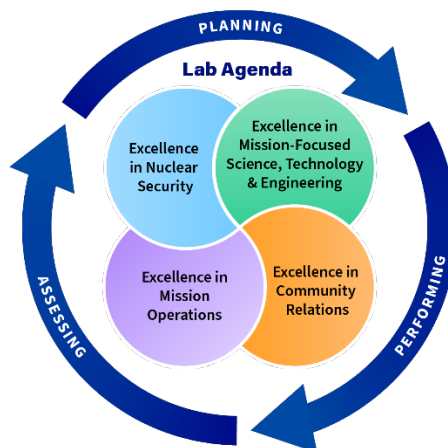 PLANNING
Lab Agenda
Excellence
in Nuclear
Security
Excellence in
Mission-Focused
Science, Technology
& Engineering
Excellence in
Mission
Operations
Excellence in
Community
Relations
PERFORMING
ASSESSING